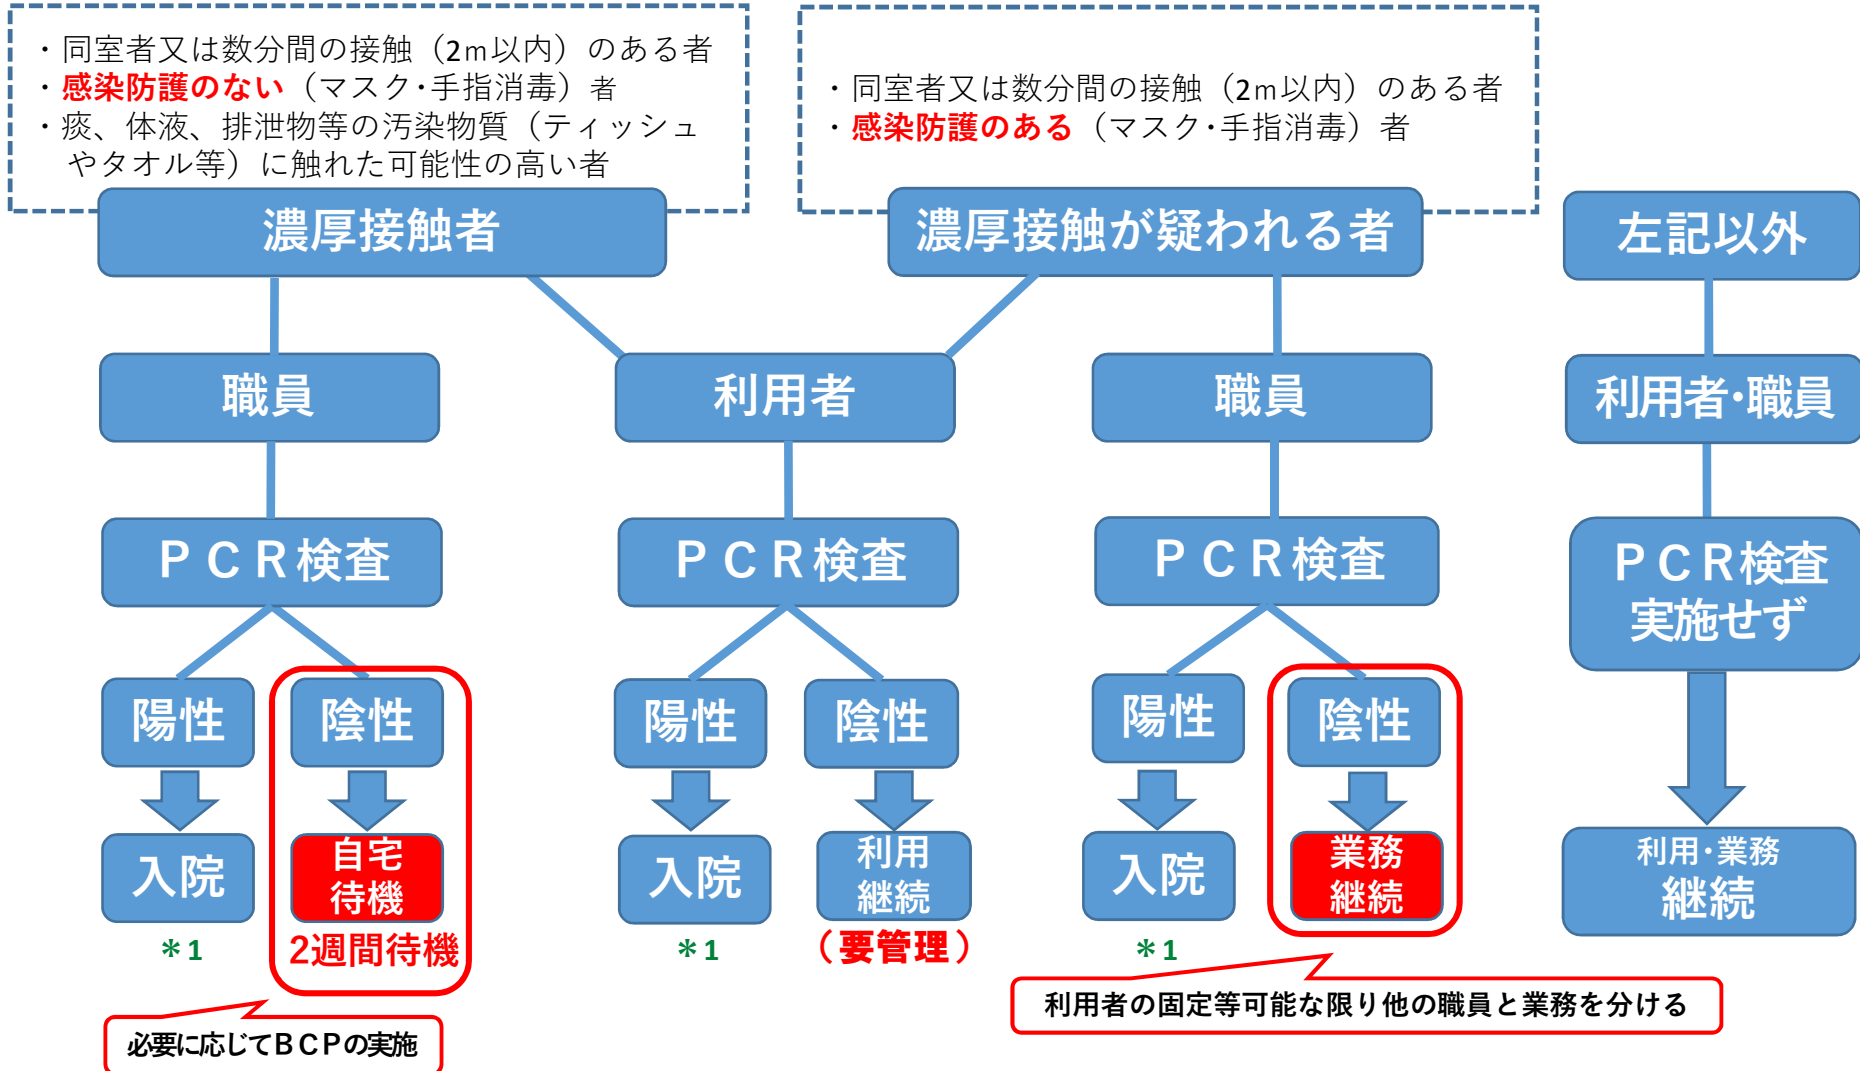 ・同室者又は数分間の接触（2ｍ以内）のある者
・感染防護のない（マスク・手指消毒）者
・痰、体液、排泄物等の汚染物質（ティッシュ
やタオル等）に触れた可能性の高い者
・同室者又は数分間の接触（2ｍ以内）のある者
・感染防護のある（マスク・手指消毒）者
濃厚接触者
濃厚接触が疑われる者
左記以外
職員
利用者
職員
利用者・職員
ＰＣＲ検査
ＰＣＲ検査
ＰＣＲ検査
ＰＣＲ検査
実施せず
陽性
陰性
陽性
陰性
陽性
陰性
入院
自宅
待機
入院
利用
継続
入院
業務
継続
利用・業務
継続
＊1
2週間待機
＊1
（要管理）
＊1
利用者の固定等可能な限り他の職員と業務を分ける
必要に応じてＢＣＰの実施